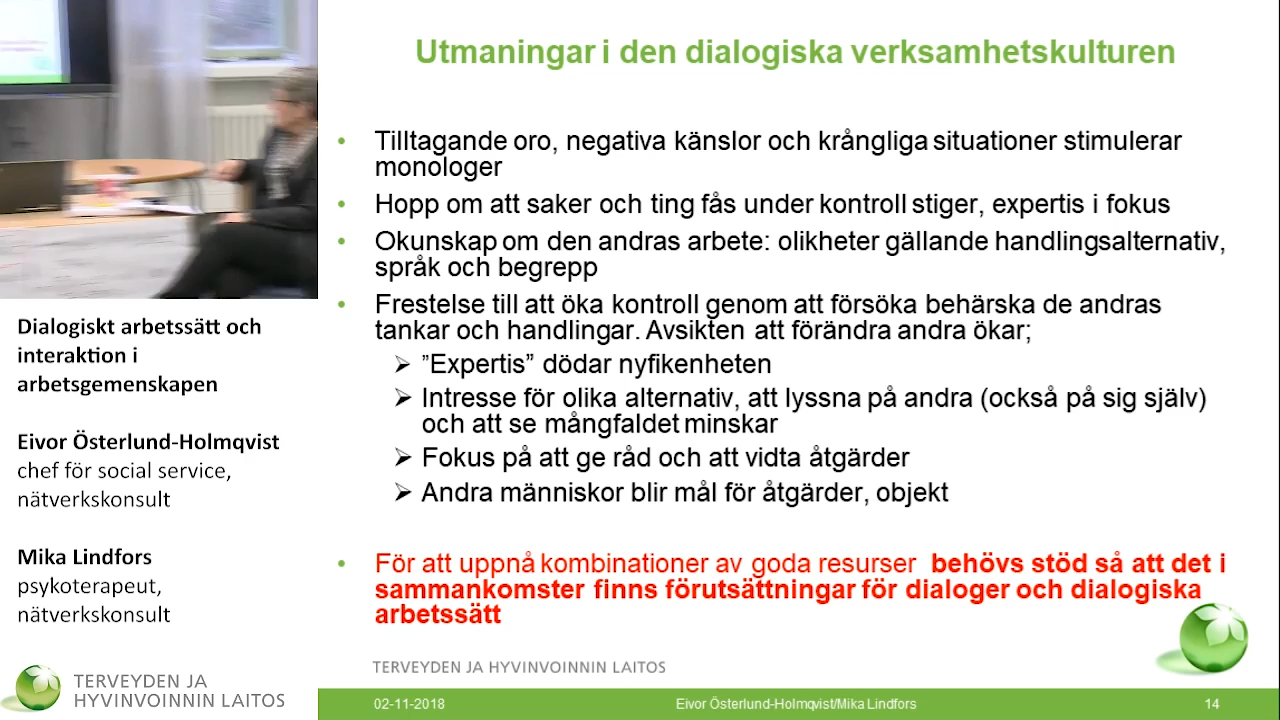 Utmaningar i den dialogiska verksamhetskulturen
• Tilltagande oro, negativa känslor och krångliga situationer stimulerar
monologer
• Hopp om att saker och ting fås under kontroll stiger, expertis i fokus
• Okunskap om den andras arbete: olikheter gällande handlingsalternativ,
språk och begrepp
• Frestelse till att öka kontroll genom att försöka behärska de andras
tankar och handlingar. Avsikten att förändra andra ökar;
➢ ”Expertis” dödar nyfikenheten
➢ Intresse för olika alternativ, att lyssna på andra (också på sig själv)
och att se mångfaldet minskar
➢ Fokus på att ge råd och att vidta åtgärder
➢ Andra människor blir mål för åtgärder, objekt
• För att uppnå kombinationer av goda resurser behövs stöd så att det i
sammankomster finns förutsättningar för dialoger och dialogiska
arbetssätt
TERVEYDEN JA HYVINVOINNIN LAITOS
02-11-2018 Eivor Österlund-Holmqvist/Mika Lindfors 14
Dialogiskt arbetssätt och
interaktion i
arbetsgemenskapen
Eivor Österlund-Holmqvist
chef för social service,
nätverkskonsult
Mika Lindfors
psykoterapeut,
nätverkskonsult
TERVEYDEN JA
HYVINVOINNIN LAITOS